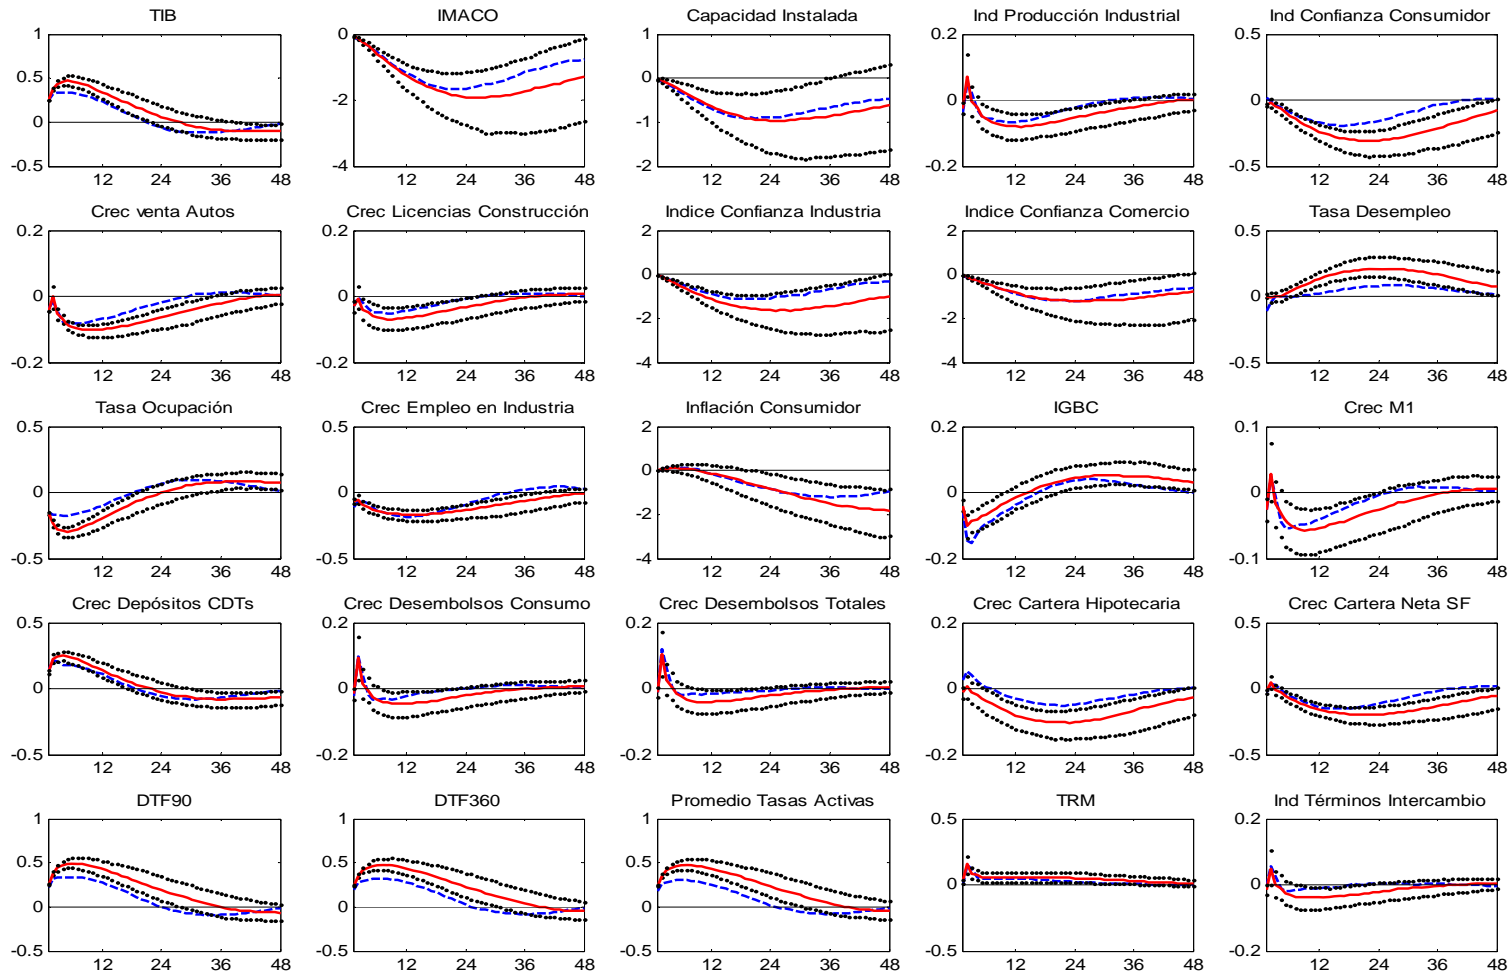 TIB
1
0.5
0
-0.5
12 24 36 48
IMACO
0
-2
-4
12 24 36 48
Capacidad Instalada
1
0
-1
-2
12 24 36 48
Ind Producción Industrial
0.2
0
-0.2
12 24 36 48
Ind Confianza Consumidor
0.5
0
-0.5
12 24 36 48
Crec venta Autos
0.2
0
-0.2
12 24 36 48
Crec Licencias Construcción
0.2
0
-0.2
12 24 36 48
Indice Confianza Industria
2
0
-2
-4
12 24 36 48
Indice Confianza Comercio
2
0
-2
-4
12 24 36 48
Tasa Desempleo
0.5
0
-0.5
12 24 36 48
Tasa Ocupación
0.5
0
-0.5
12 24 36 48
Crec Empleo en Industria
0.5
0
-0.5
12 24 36 48
Inflación Consumidor
2
0
-2
-4
12 24 36 48
IGBC
0.2
0
-0.2
12 24 36 48
Crec M1
0.1
0
-0.1
12 24 36 48
Crec Depósitos CDTs
0.5
0
-0.5
12 24 36 48
Crec Desembolsos Consumo
0.2
0
-0.2
12 24 36 48
Crec Desembolsos Totales
0.2
0
-0.2
12 24 36 48
Crec Cartera Hipotecaria
0.2
0
-0.2
12 24 36 48
Crec Cartera Neta SF
0.5
0
-0.5
12 24 36 48
DTF90
1
0.5
0
-0.5
12 24 36 48
DTF360
1
0.5
0
-0.5
12 24 36 48
Promedio Tasas Activas
1
0.5
0
-0.5
12 24 36 48
TRM
0.5
0
-0.5
12 24 36 48
Ind Términos Intercambio
0.2
0
-0.2
12 24 36 48